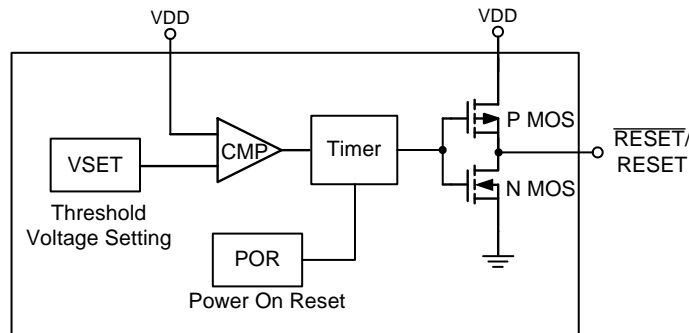 VDD
VDD
VSET
Threshold
Voltage Setting
CMP
Timer
POR
Power On Reset
P MOS
N MOS
RESET/
RESET